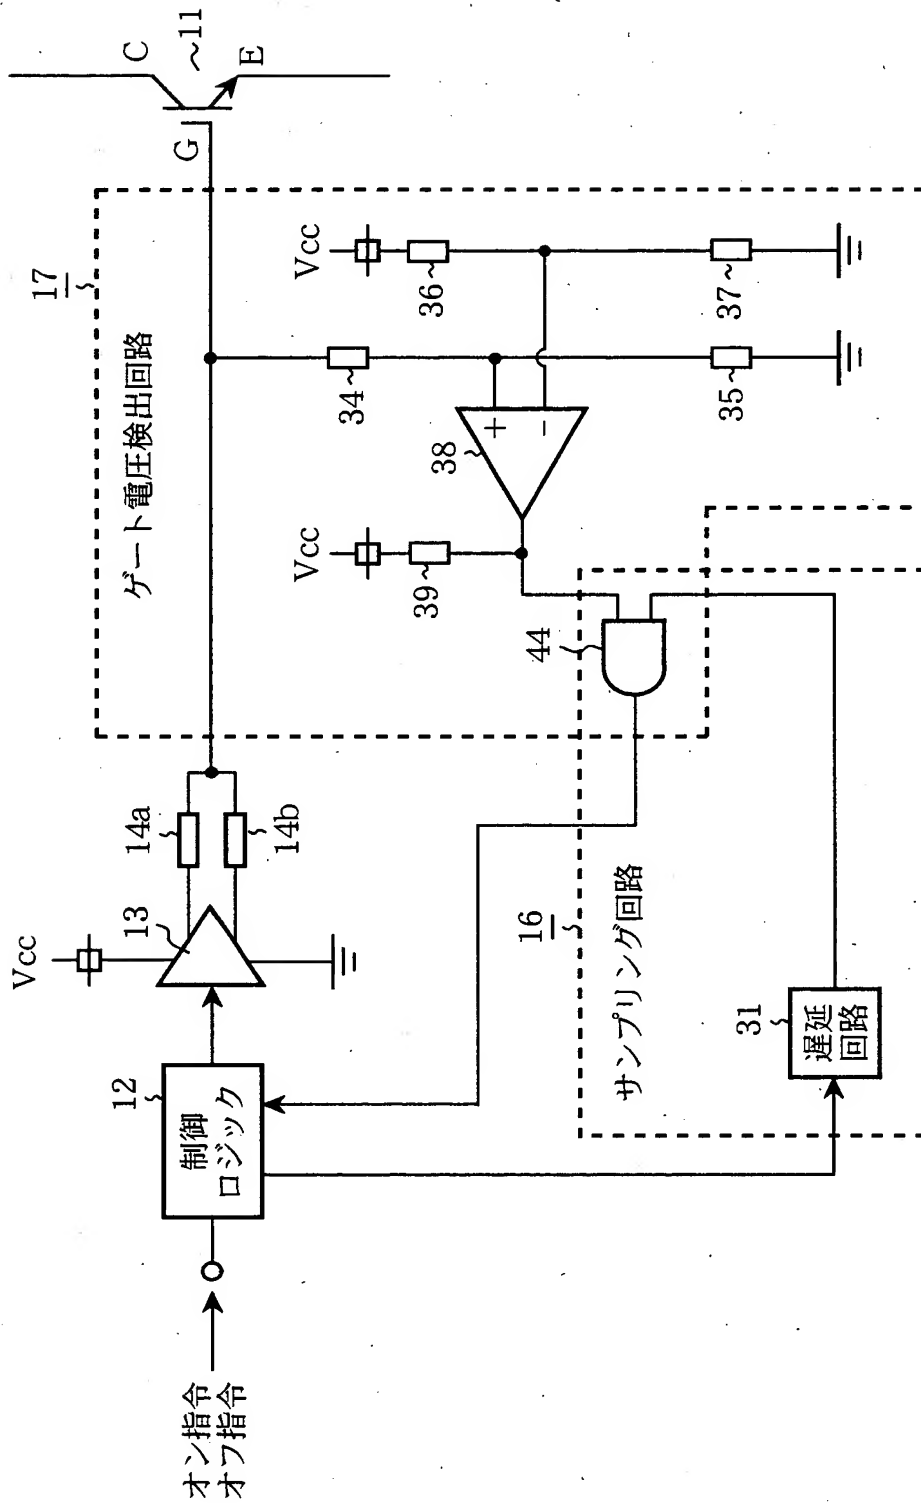 オン指令
オフ指令
12
制御
ロジック
Vcc
13
14a
14b
17
ゲート電圧検出回路
C
11
E
G
Vcc
36
37
34
35
38
+
-
Vcc
39
44
16
サンプリング回路
31
遅延
回路